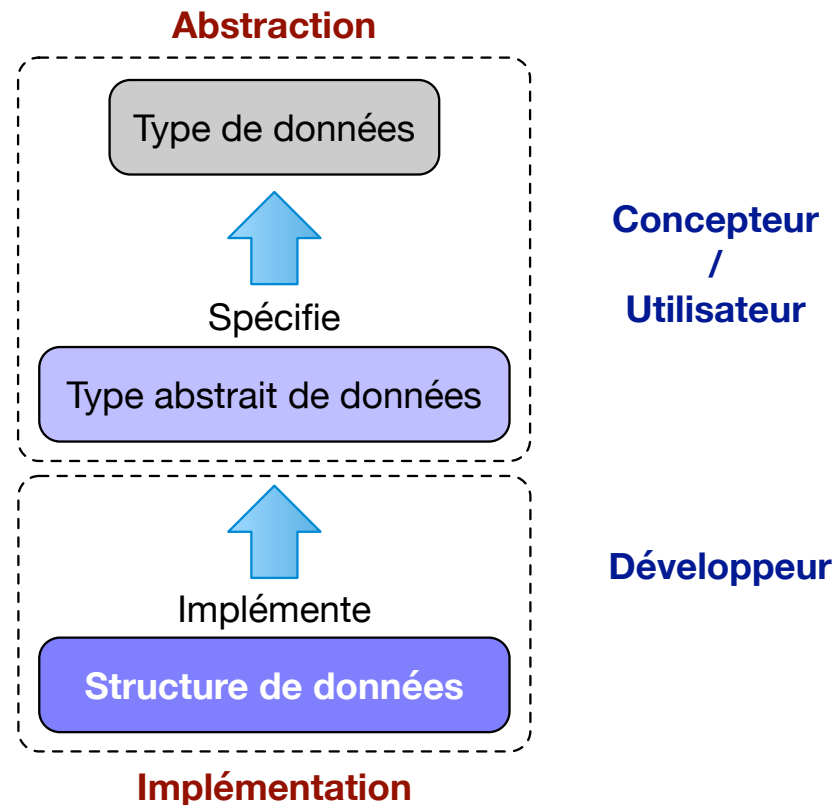 Abstraction
Type de données
Concepteur
/
Utilisateur
Spécifie
Type abstrait de données
Développeur
Implémente
Structure de données
Implémentation